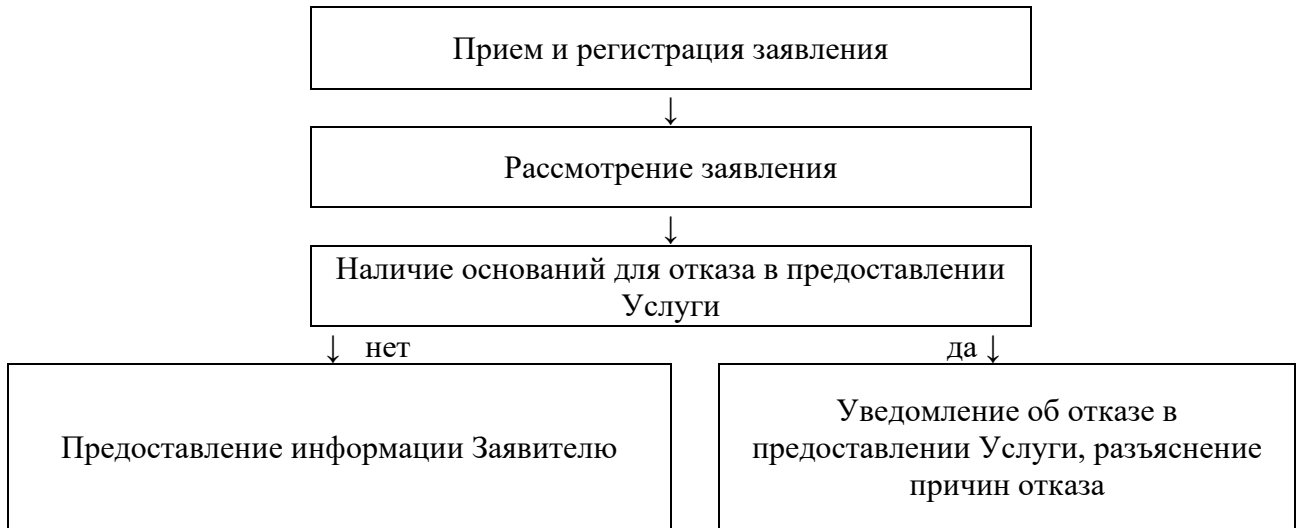 Прием и регистрация заявления
↓
Рассмотрение заявления
↓
Наличие оснований для отказа в предоставлении
Услуги
↓ нет
да ↓
Предоставление информации Заявителю
Уведомление об отказе в
предоставлении Услуги, разъяснение
причин отказа